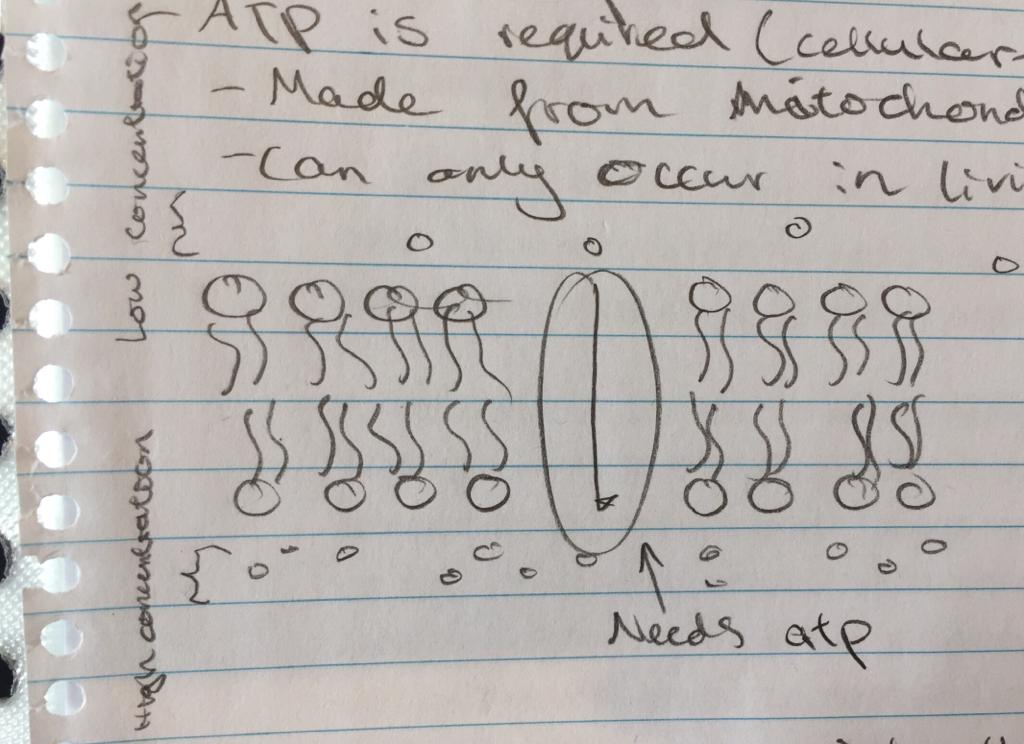 ATP is required (cellular-
- Made from Mitochond
- Can only occur in livi
Low concentration
High concentration
Needs atp